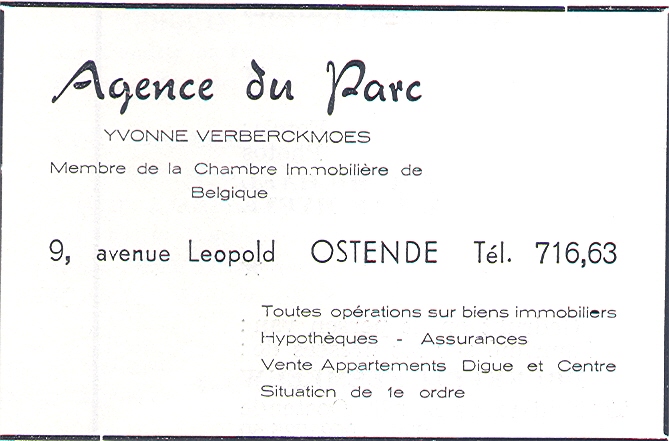 Agence du Parc
YVONNE VERBERCKMOES
Membre de la Chambre Immobilière de
Belgique
9, avenue Leopold OSTENDE Tél. 716,63
Toutes opérations sur biens immobiliers
Hypothèques - Assurances
Vente Appartements Digue et Centre
Situation de 1e ordre